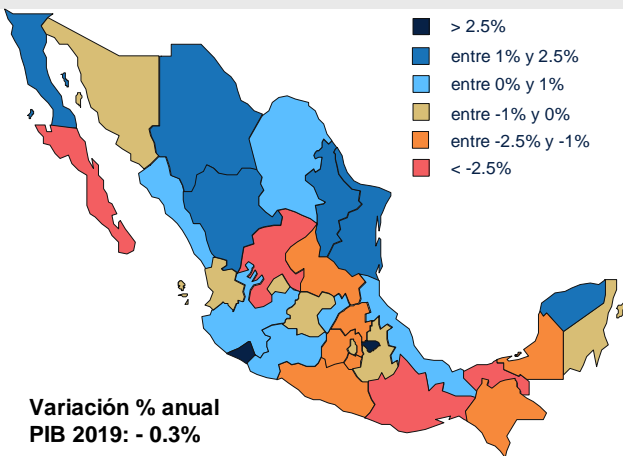 > 2.5%
entre 1% y 2.5%
entre 0% y 1%
entre -1% y 0%
entre -2.5% y -1%
< -2.5%
Variación % anual
PIB 2019: - 0.3%